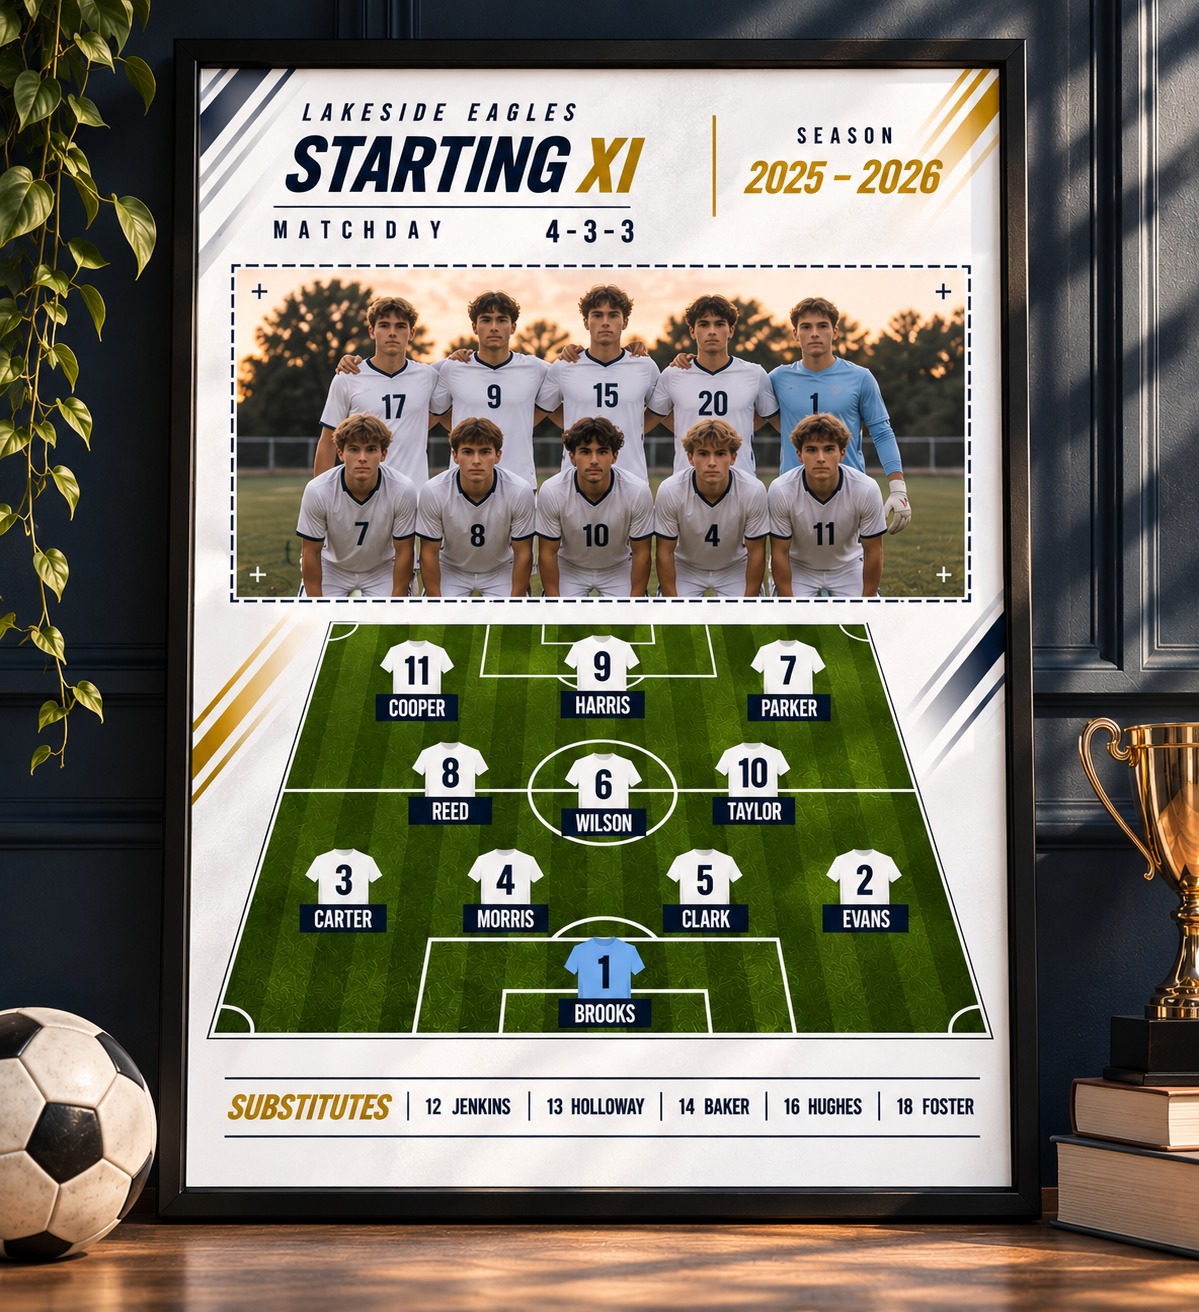 LAKESIDE EAGLES
STARTING XI
MATCHDAY 4-3-3
SEASON
2025 – 2026
17 9 15 20 1
7 8 10 4 11
11 9 7
COOPER HARRIS PARKER
8 6 10
REED WILSON TAYLOR
3 4 5 2
CARTER MORRIS CLARK EVANS
1
BROOKS
SUBSTITUTES | 12 JENKINS | 13 HOLLOWAY | 14 BAKER | 16 HUGHES | 18 FOSTER